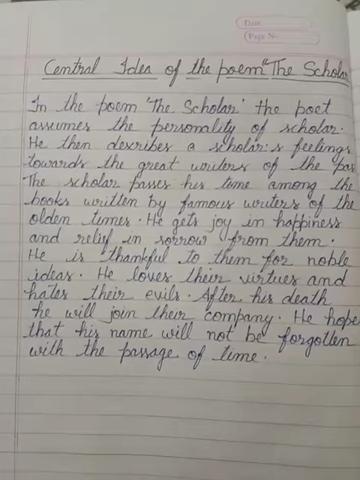 Date
Page No
Central Idea of the poem "The Scholar
In the poem 'The Scholar' the poet
assumes the personality of scholar.
He then describes a scholar's feelings
towards the great writers of the pas
The scholar passes his time among the
books written by famous writers of the
olden times. He gets joy in happiness
and relief in sorrow from them.
He is thankful to them for noble
ideas. He loves their virtues and
hates their evils. After his death
he will join their company. He hope
that his name will not be forgotten
with the passage of time.